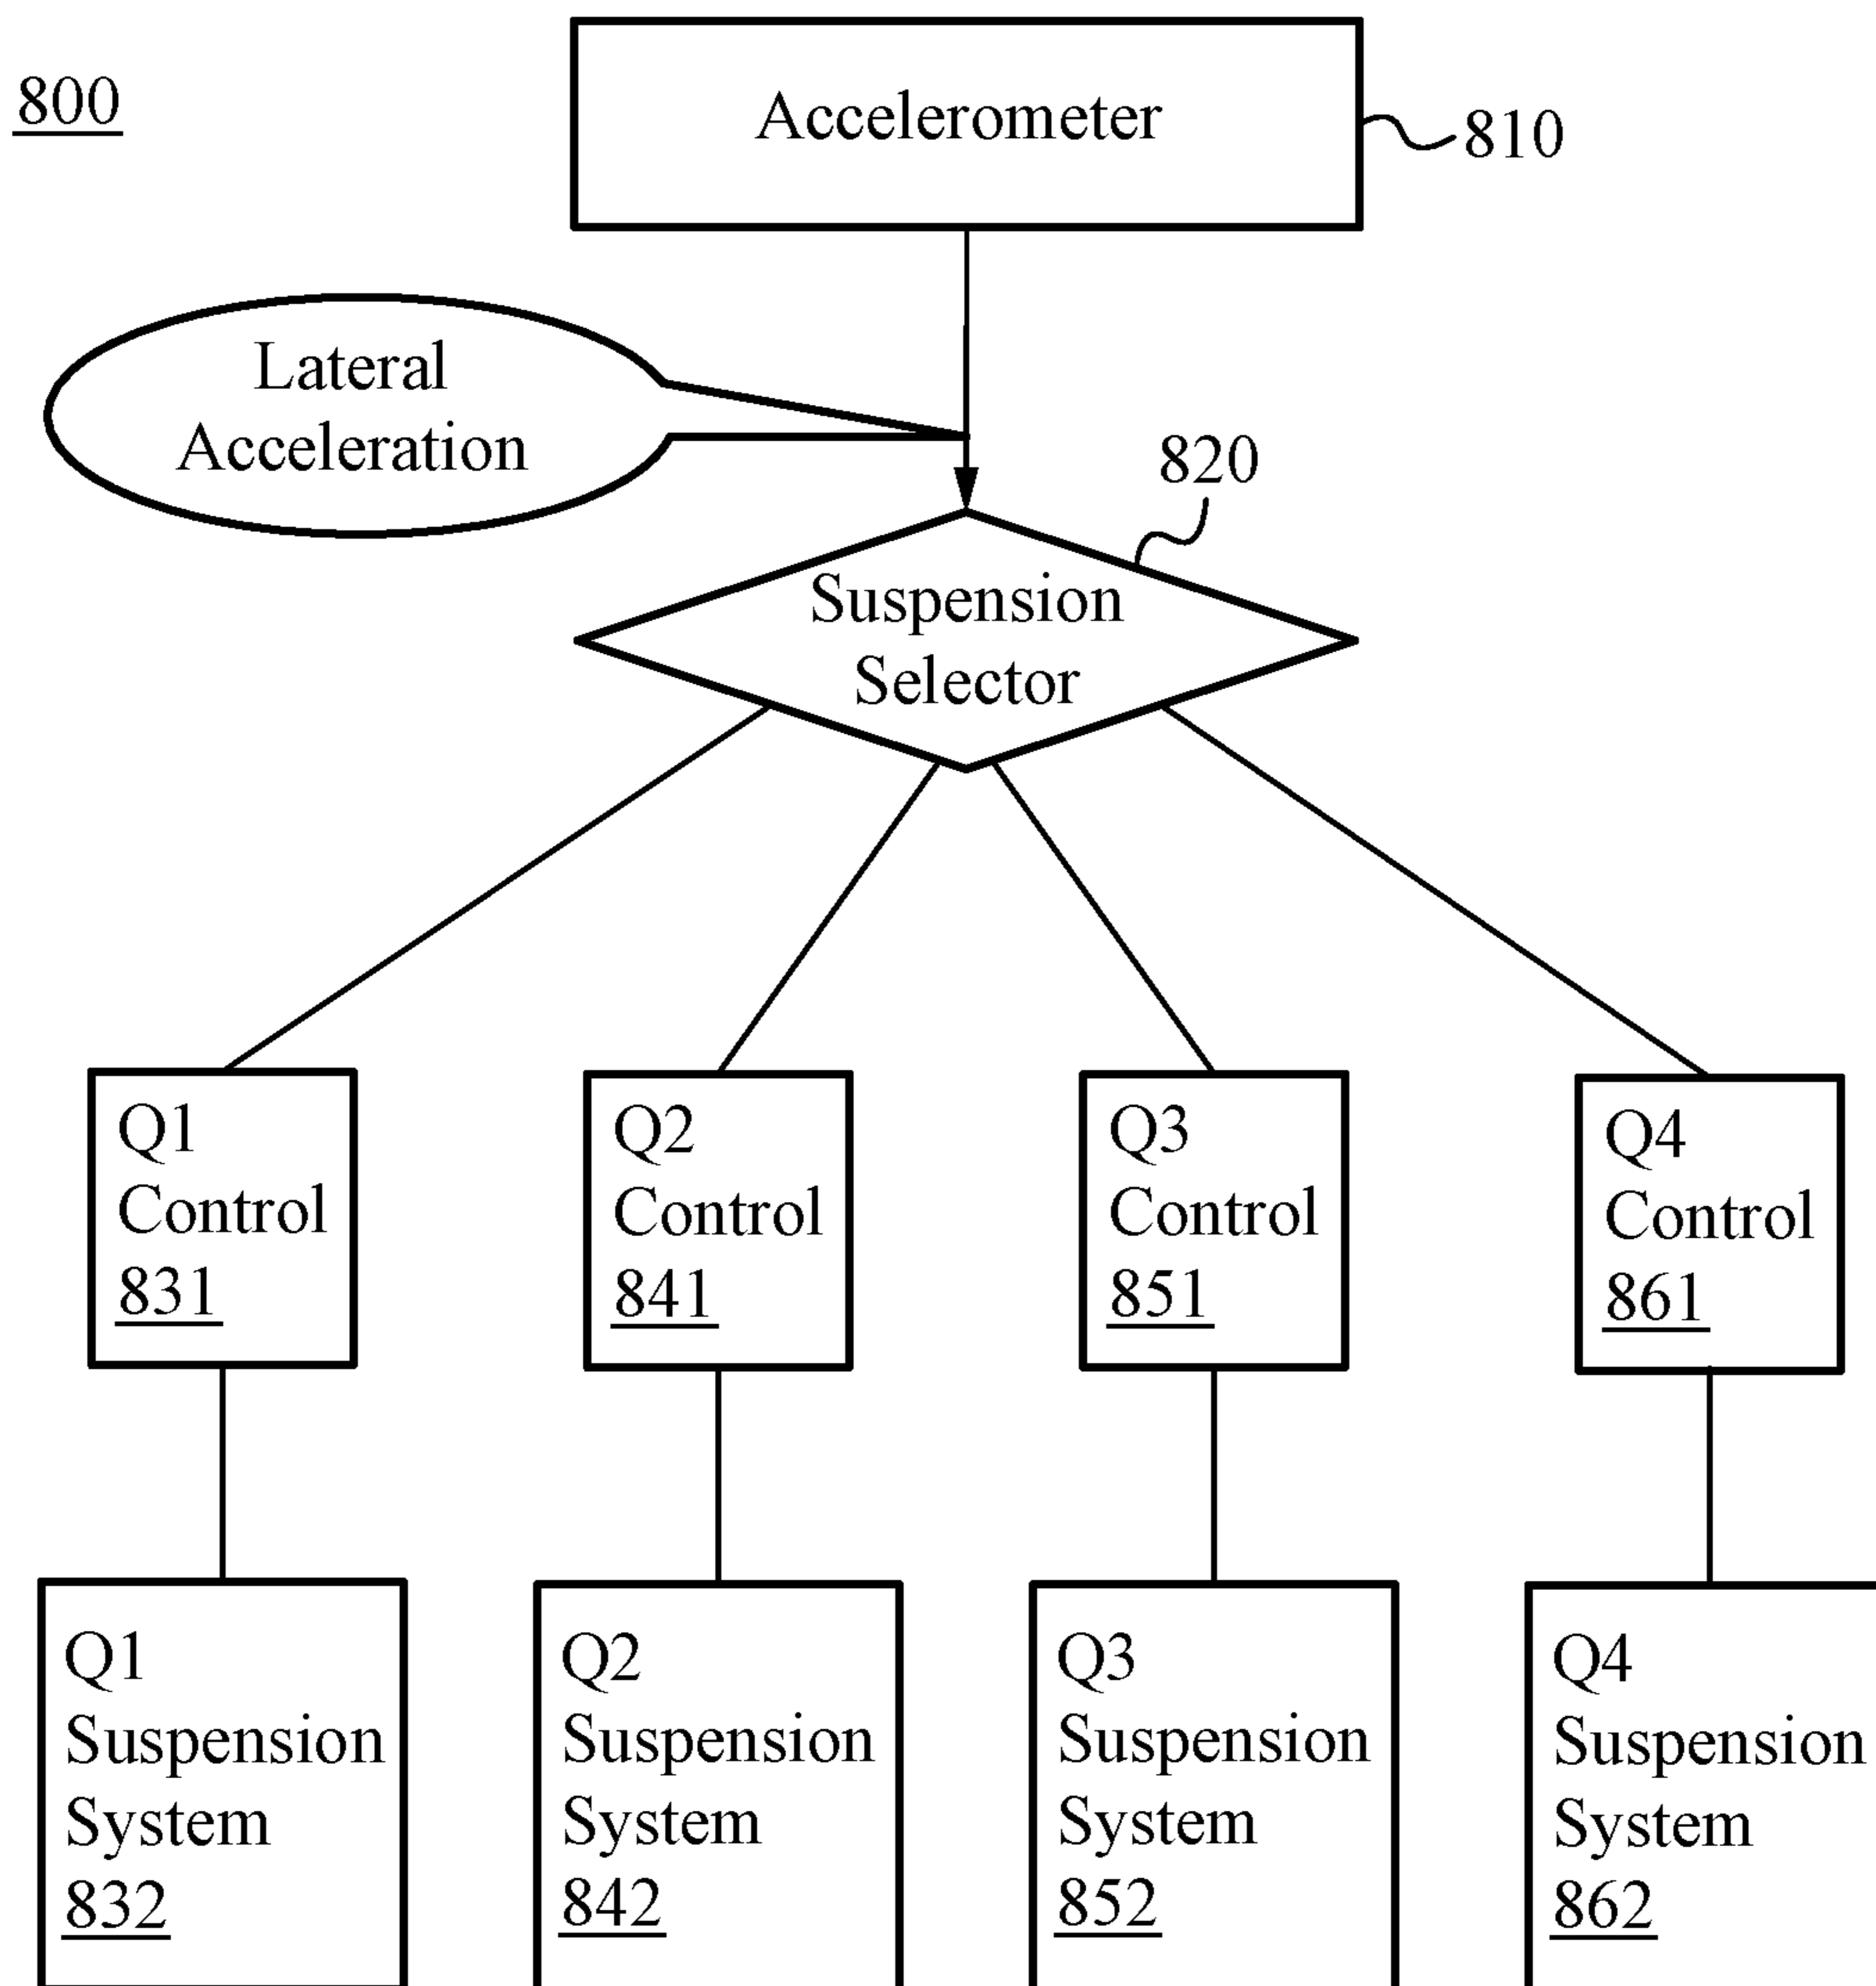 800
Accelerometer
810
Lateral
Acceleration
820
Suspension
Selector
Q1
Control
831
Q2
Control
841
Q3
Control
851
Q4
Control
861
Q1
Suspension
System
832
Q2
Suspension
System
842
Q3
Suspension
System
852
Q4
Suspension
System
862